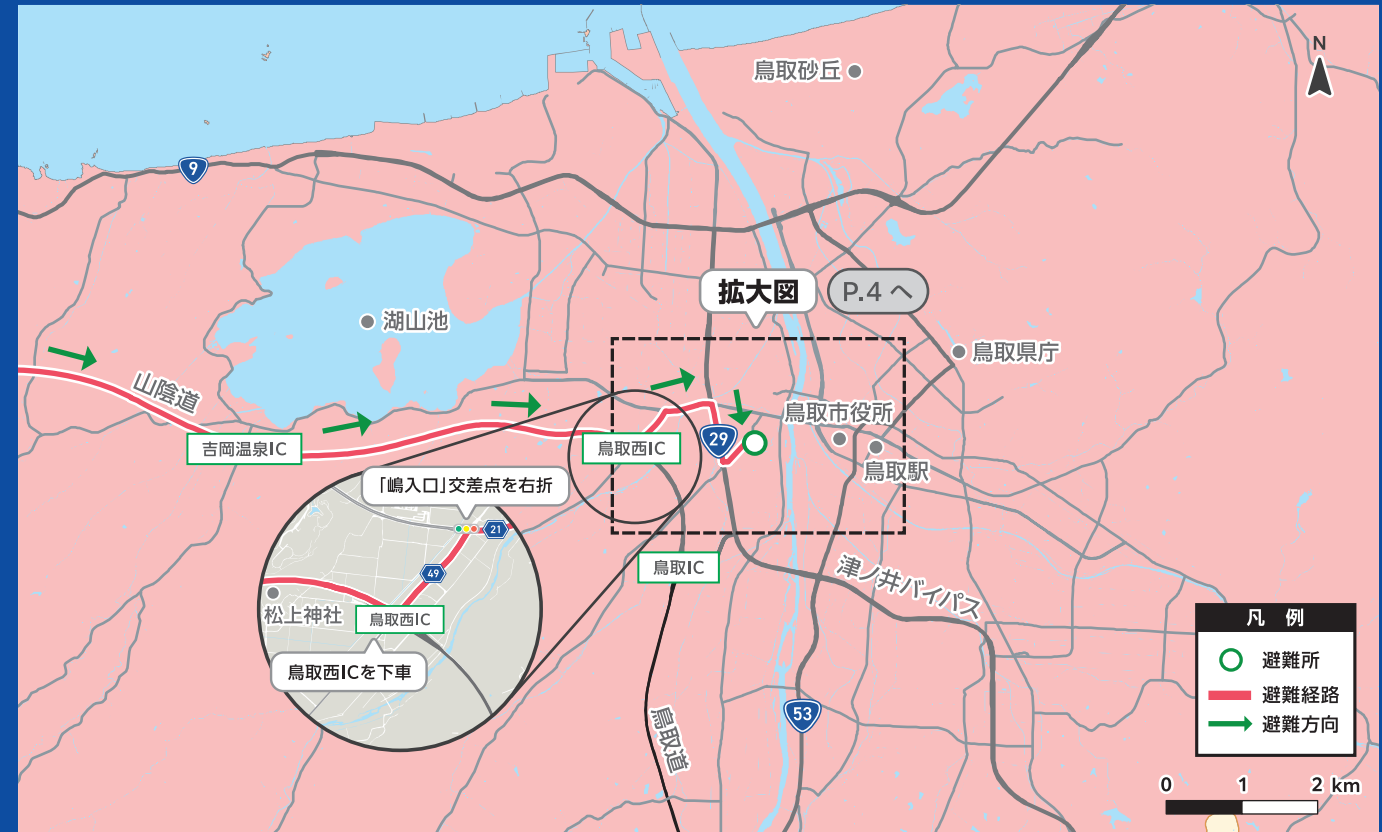 鳥取砂丘
N
9
拡大図
P.4 へ
湖山池
鳥取県庁
山陰道
鳥取市役所
吉岡温泉IC
鳥取西IC
29
鳥取駅
「嶋入口」交差点を右折
21
49
鳥取IC
津ノ井バイパス
松上神社
鳥取西IC
鳥取西ICを下車
凡 例
避難所
避難経路
避難方向
53
鳥取道
0 1 2 km